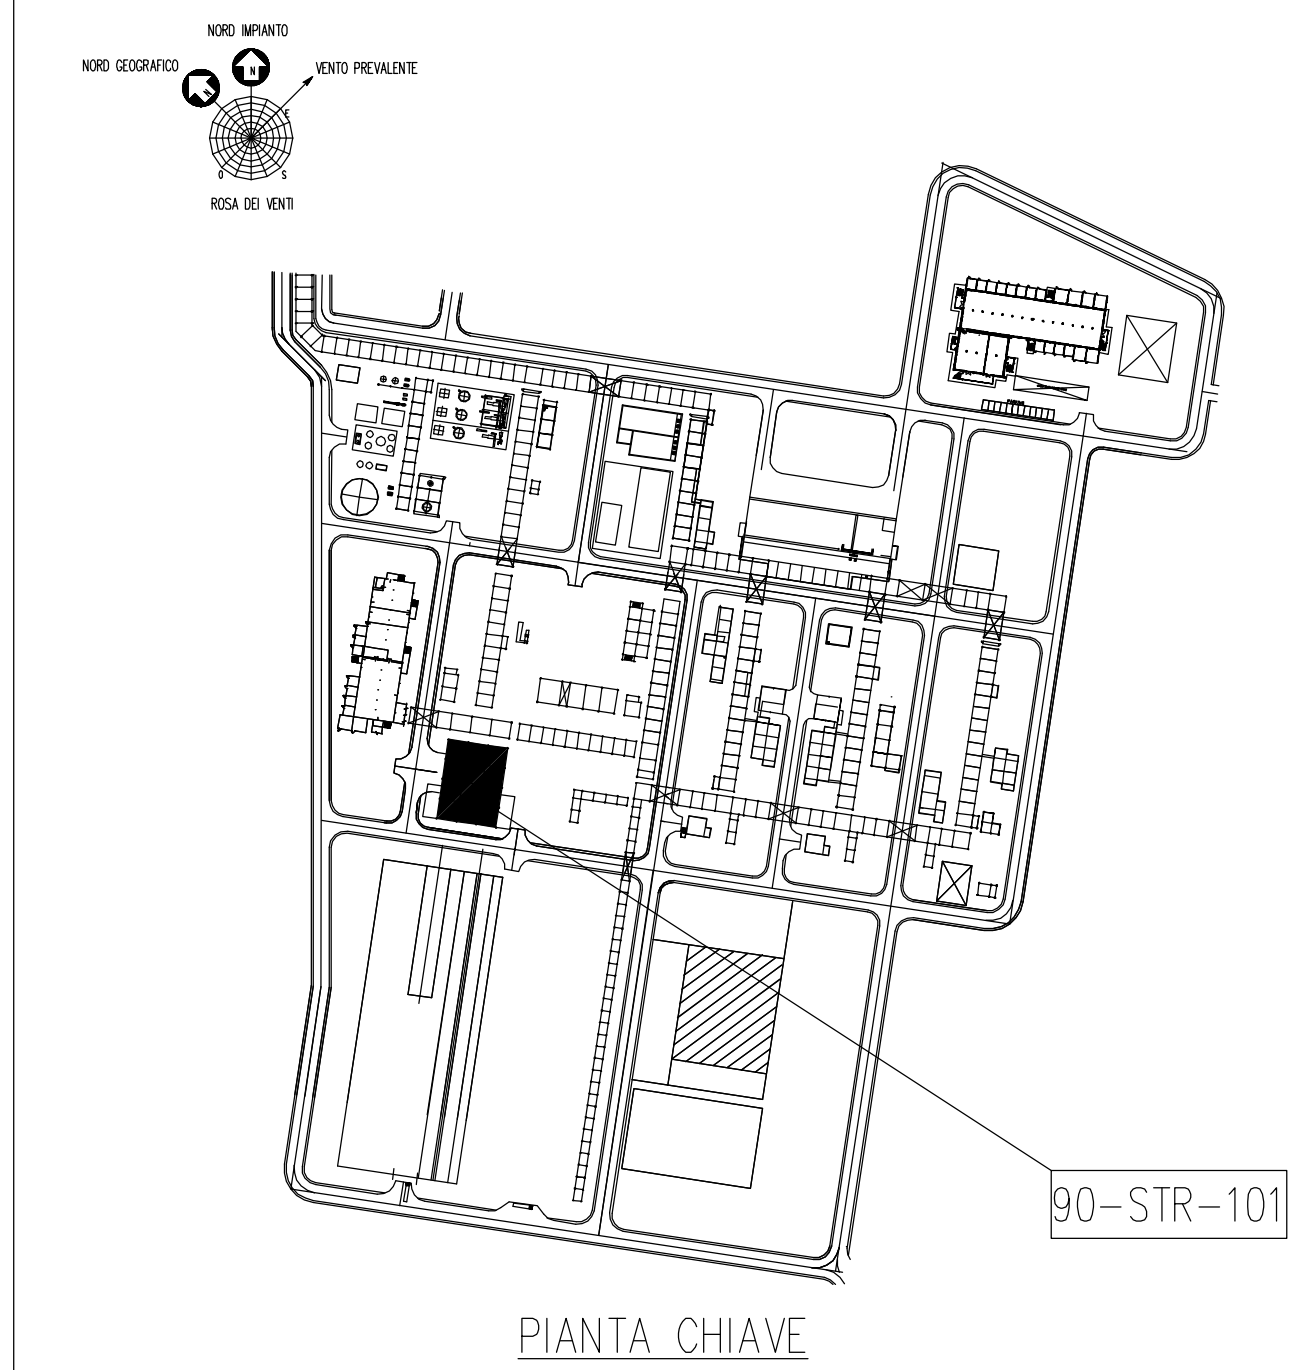 NORD IMPIANTO
NORD GEOGRAFICO
VENTO PREVALENTE
N
N
E
O
S
ROSA DEI VENTI
90-STR-101
PIANTA CHIAVE